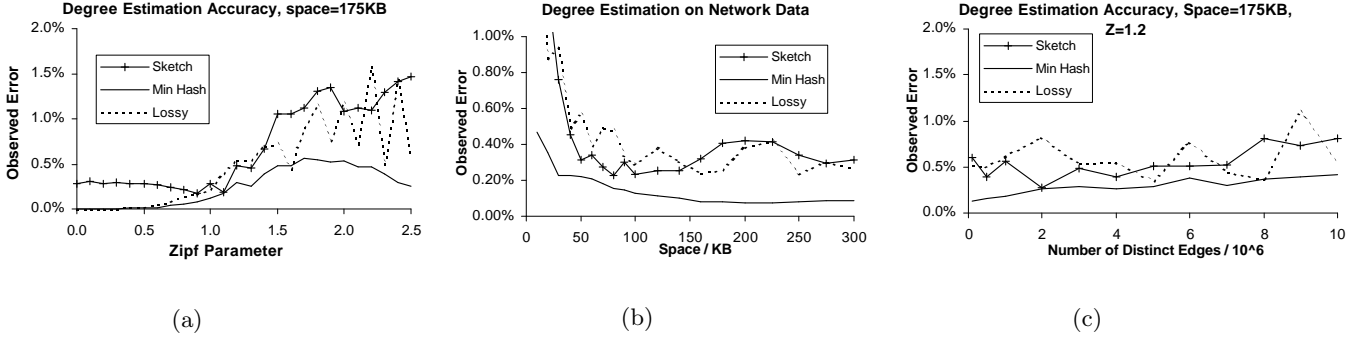 Degree Estimation Accuracy, space=175KB
2.0%
1.5%
1.0%
0.5%
0.0%
Observed Error
Sketch
Min Hash
Lossy
0.0 0.5 1.0 1.5 2.0 2.5
Zipf Parameter
(a)
Degree Estimation on Network Data
1.00%
0.80%
0.60%
0.40%
0.20%
0.00%
Observed Error
Sketch
Min Hash
Lossy
0 50 100 150 200 250 300
Space / KB
(b)
Degree Estimation Accuracy, Space=175KB,
Z=1.2
2.0%
1.5%
1.0%
0.5%
0.0%
Observed Error
Sketch
Min Hash
Lossy
0 2 4 6 8 10
Number of Distinct Edges / 10^6
(c)